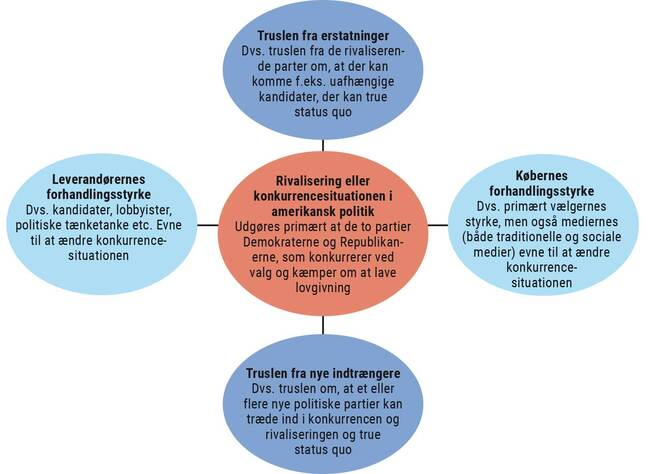 Truslen fra erstatninger
Dvs. truslen fra de rivaliseren-
de parter om, at der kan
komme f.eks. uafhængige
kandidater, der kan true
status quo
Leverandørernes
forhandlingsstyrke
Dvs. kandidater, lobbyister,
politiske tænketanke etc. Evne
til at ændre konkurrence-
situationen
Rivalisering eller
konkurrencesituationen i
amerikansk politik
Udgøres primært at de to partier
Demokraterne og Republikan-
erne, som konkurrerer ved
valg og kæmper om at lave
lovgivning
Købernes
forhandlingsstyrke
Dvs. primært vælgernes
styrke, men også mediernes
(både traditionelle og sociale
medier) evne til at ændre
konkurrence-
situationen
Truslen fra nye indtrængere
Dvs. truslen om, at et eller
flere nye politiske partier kan
træde ind i konkurrencen og
rivaliseringen og true
status quo